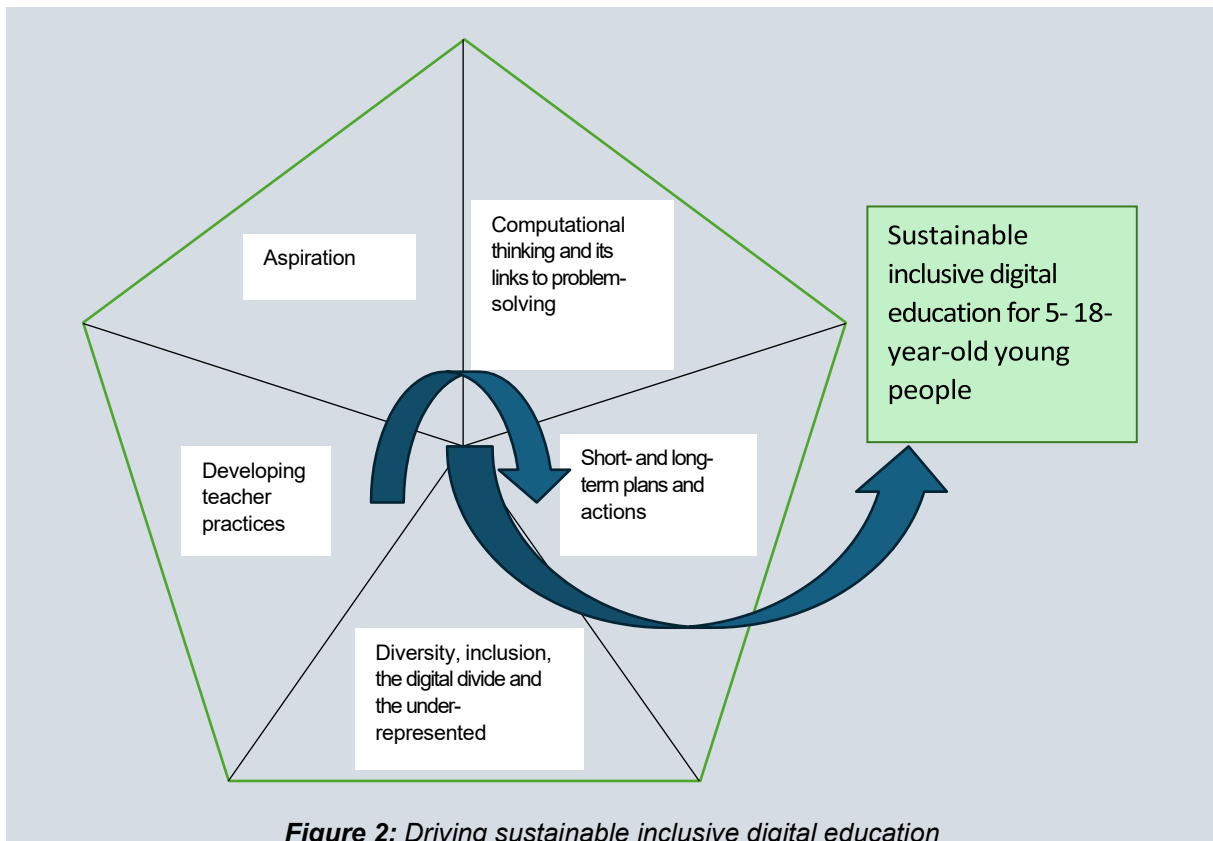 Aspiration
Computational
thinking and its
links to problem-
solving
Sustainable
inclusive digital
education for 5- 18-
year-old young
people
Developing
teacher
practices
Short- and long-
term plans and
actions
Diversity, inclusion,
the digital divide and
the under-
represented
Figure 2: Driving sustainable inclusive digital education